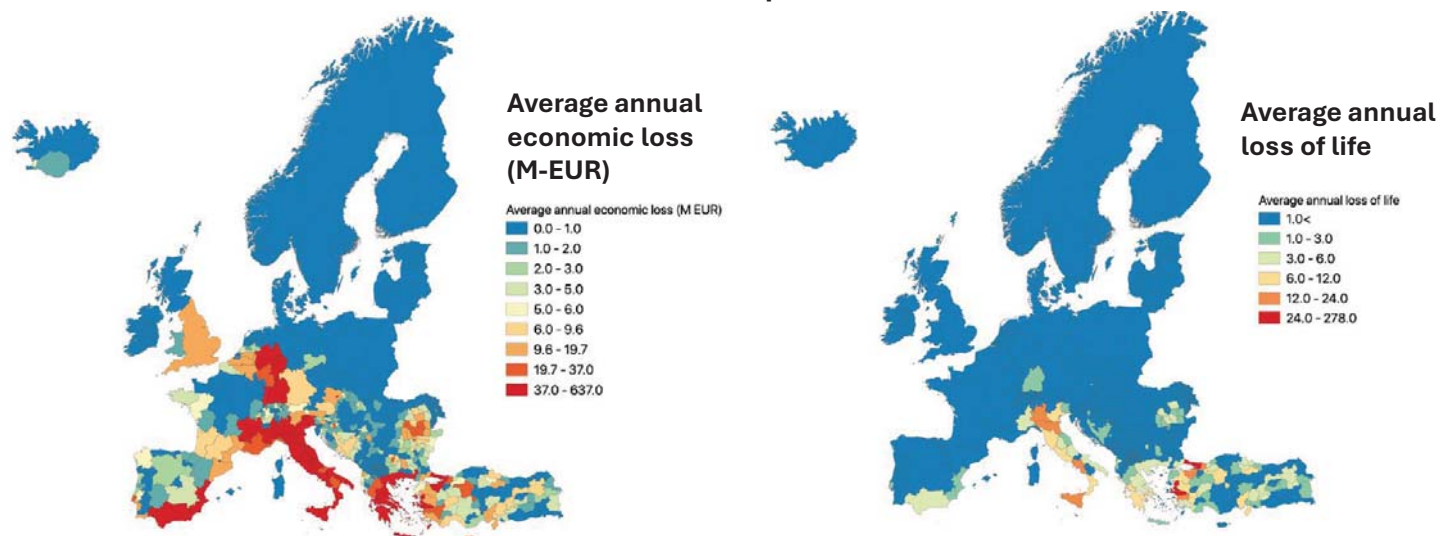 Average annual
economic loss
(M-EUR)
Average annual economic loss (M EUR)
0.0 - 1.0
1.0 - 2.0
2.0 - 3.0
3.0 - 5.0
5.0 - 6.0
6.0 - 9.6
9.6 - 19.7
19.7 - 37.0
37.0 - 637.0
Average annual
loss of life
Average annual loss of life
1.0<
1.0 - 3.0
3.0 - 6.0
6.0 - 12.0
12.0 - 24.0
24.0 - 278.0